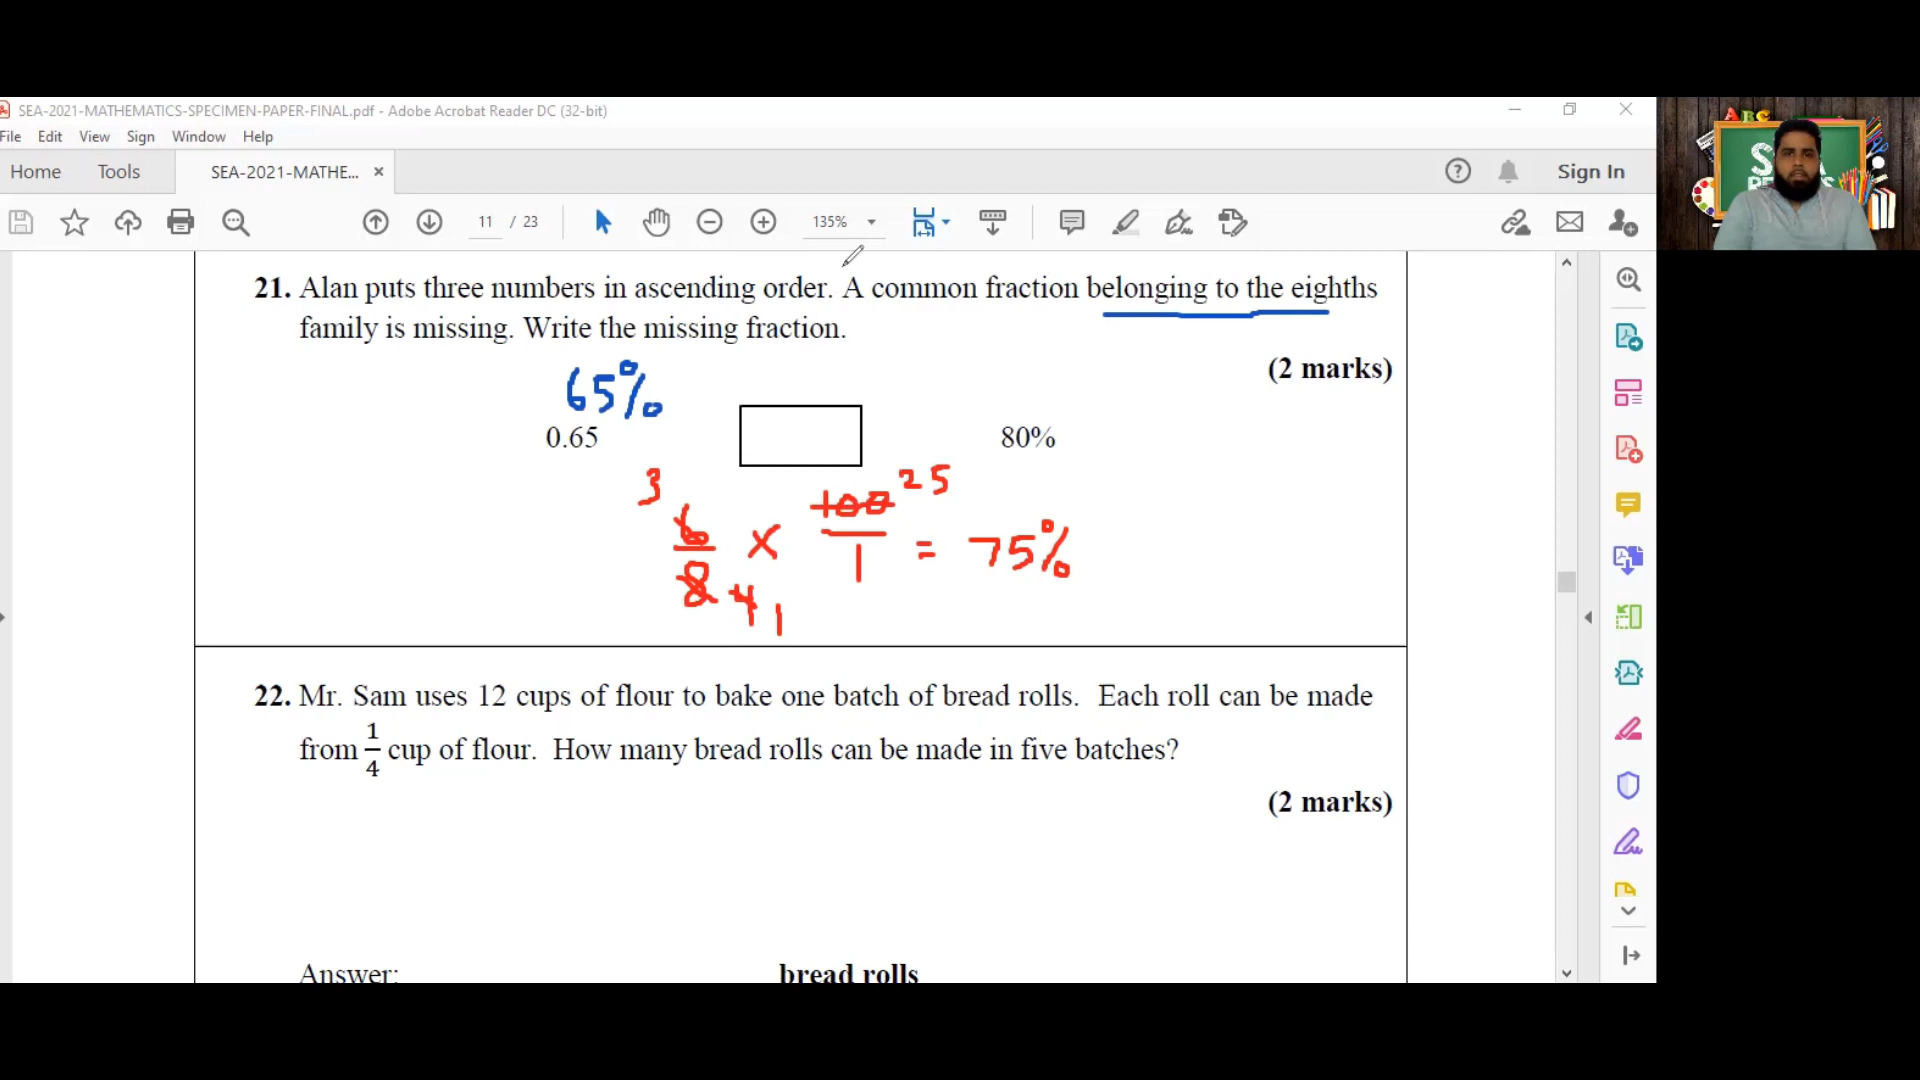 SEA-2021-MATHEMATICS-SPECIMEN-PAPER-FINAL.pdf - Adobe Acrobat Reader DC (32-bit)
File Edit View Sign Window Help
Home Tools SEA-2021-MATHE... × Sign In
11 / 23 135%
ABC
21. Alan puts three numbers in ascending order. A common fraction belonging to the eighths
family is missing. Write the missing fraction.
(2 marks)
65%
0.65 80%
3 25
6/8 × 100/1 = 75%
4 1
22. Mr. Sam uses 12 cups of flour to bake one batch of bread rolls. Each roll can be made
from 1/4 cup of flour. How many bread rolls can be made in five batches?
(2 marks)
Answer: bread rolls